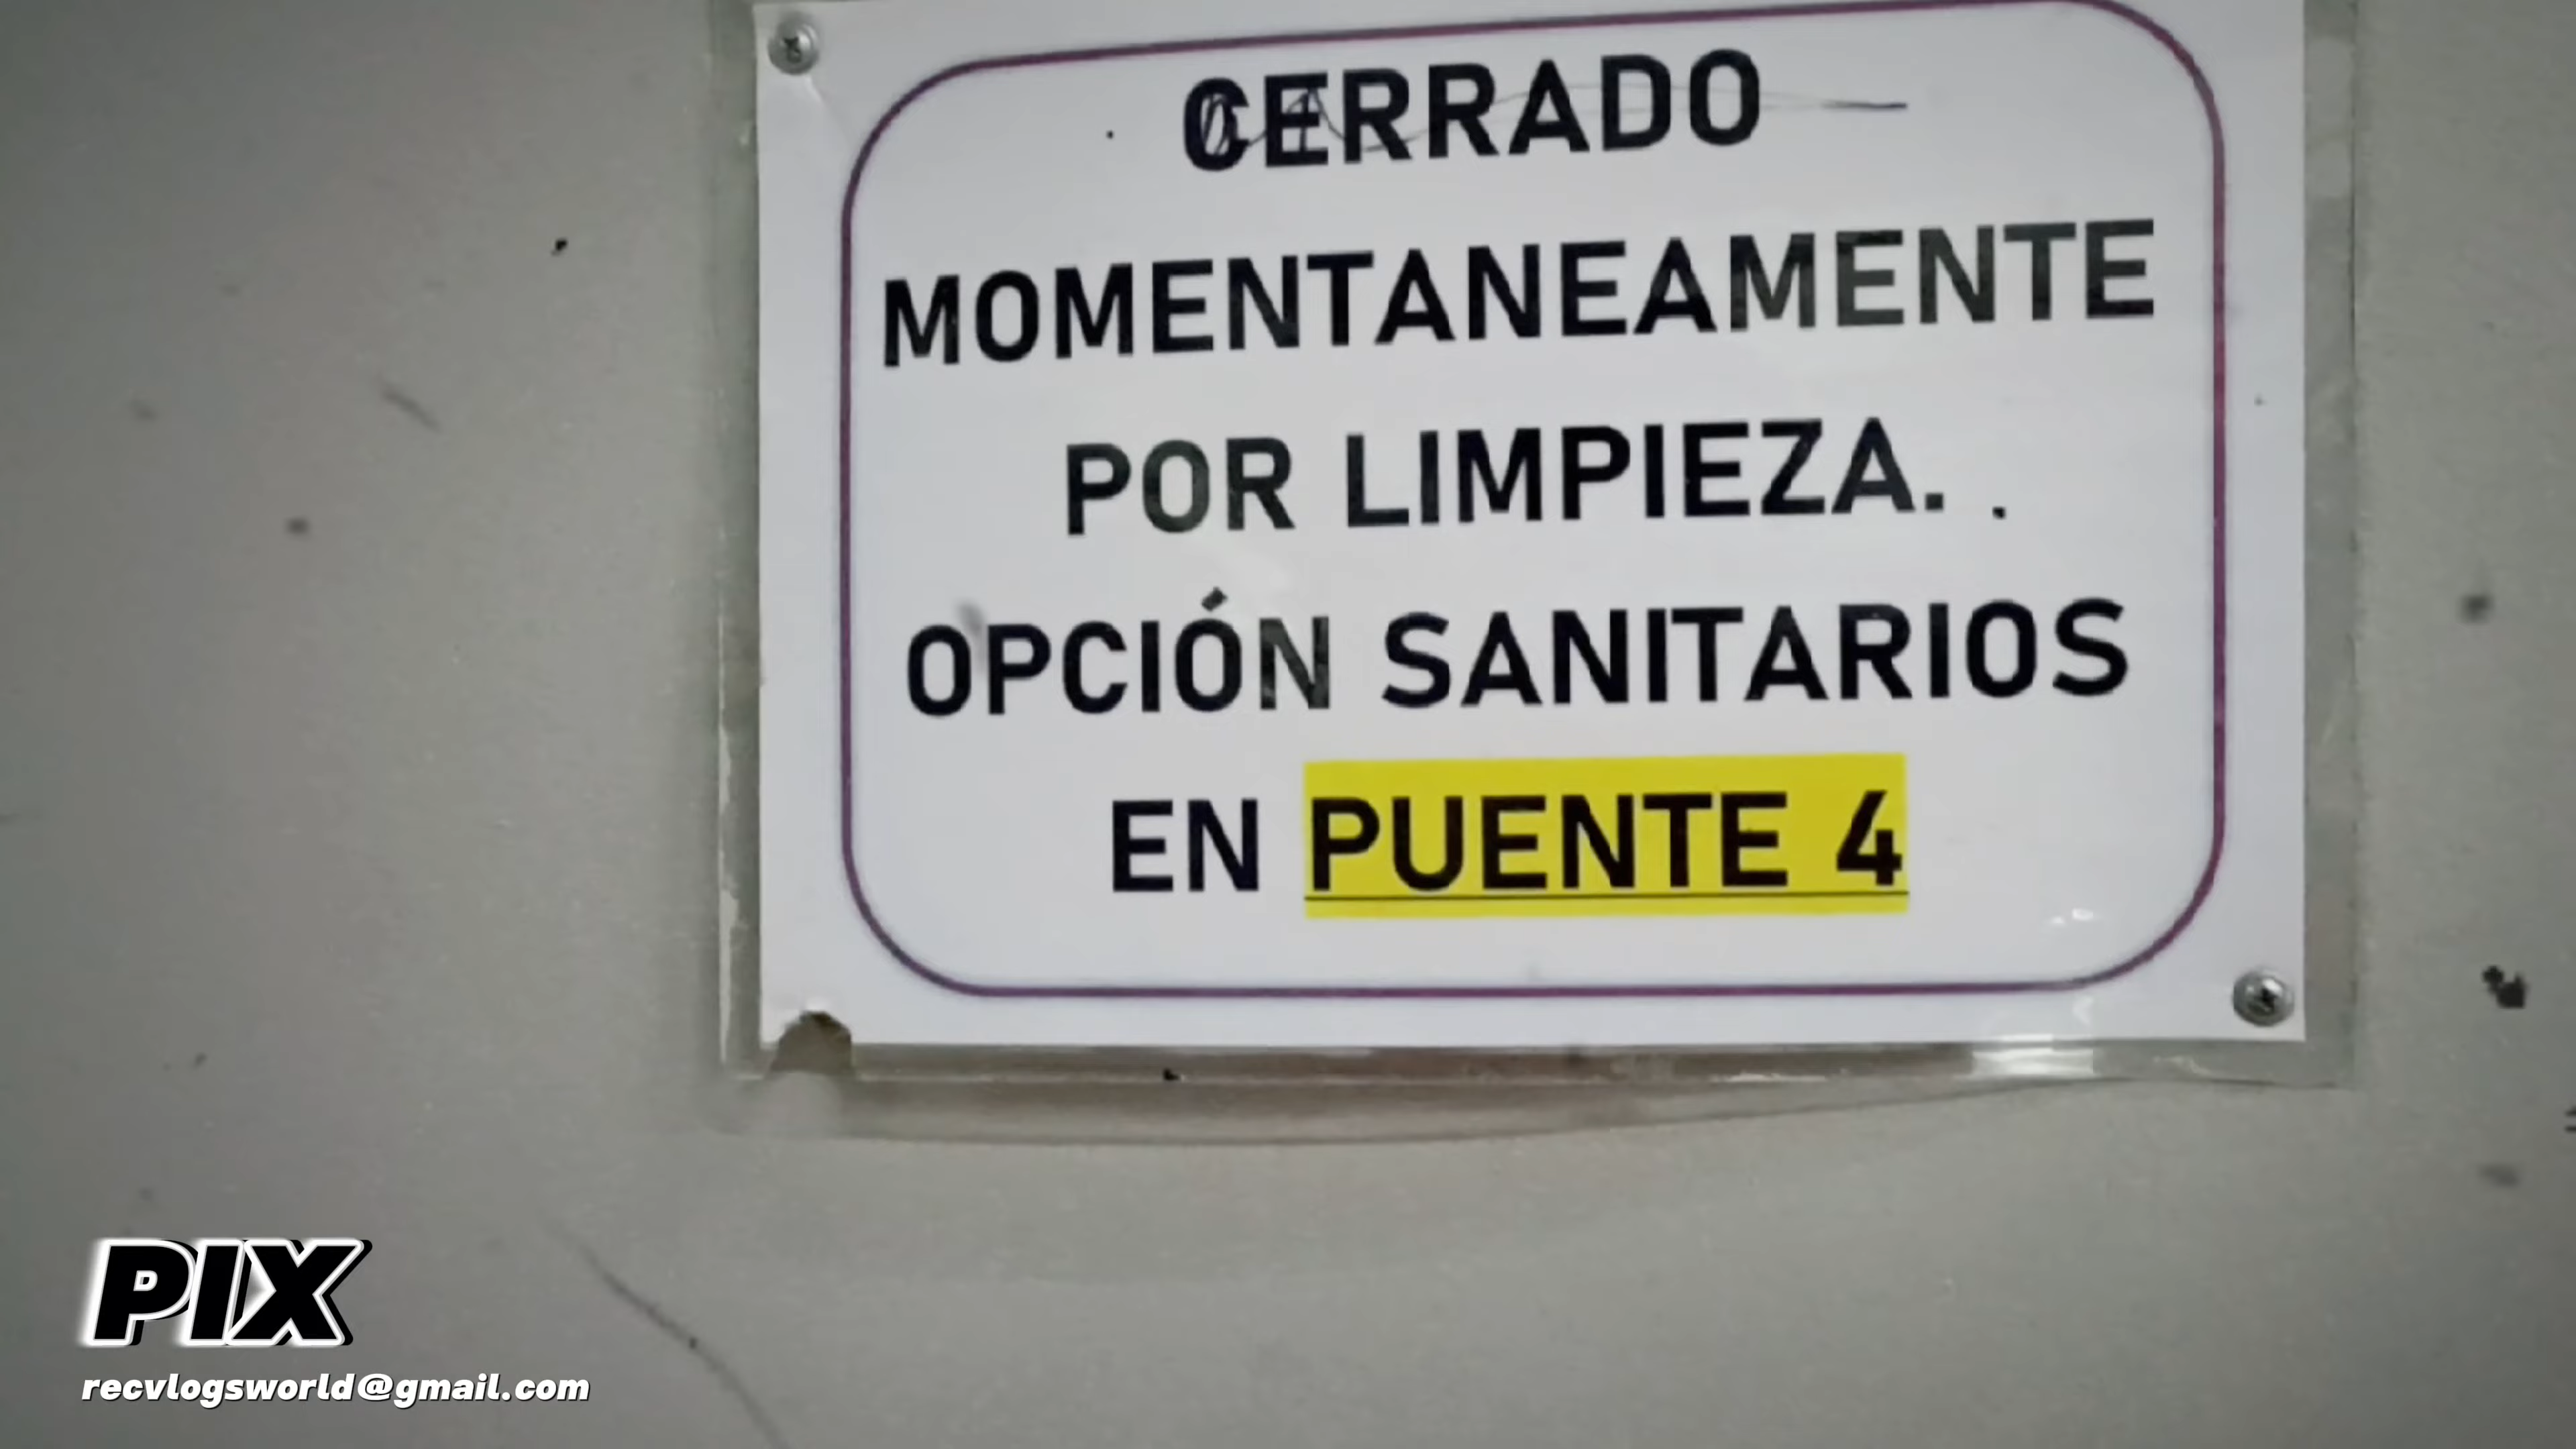 CERRADO
MOMENTANEAMENTE
POR LIMPIEZA.
OPCIÓN SANITARIOS
EN PUENTE 4
PIX
recvlogsworld@gmail.com